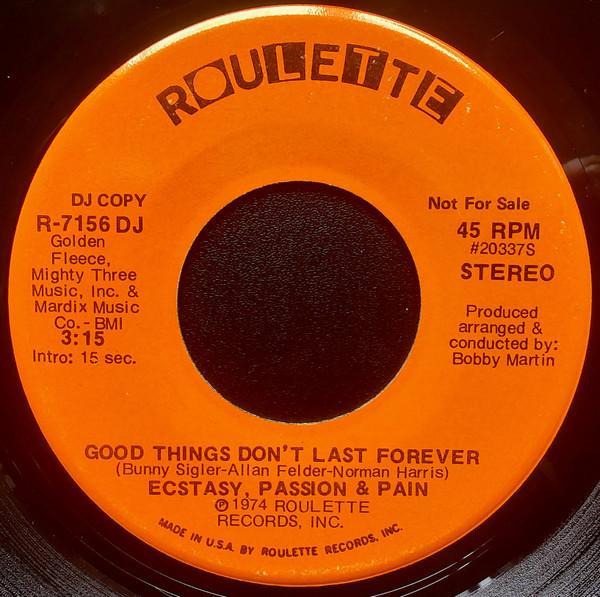 ROULETTE
DJ COPY
R-7156 DJ
Golden
Fleece,
Mighty Three
Music, Inc. &
Mardix Music
Co. - BMI
3:15
Intro: 15 sec.
Not For Sale
45 RPM
#20337S
STEREO
Produced
arranged &
conducted by:
Bobby Martin
GOOD THINGS DON'T LAST FOREVER
(Bunny Sigler-Allan Felder-Norman Harris)
ECSTASY, PASSION & PAIN
℗ 1974 ROULETTE
RECORDS, INC.
MADE IN U.S.A. BY ROULETTE RECORDS, INC.